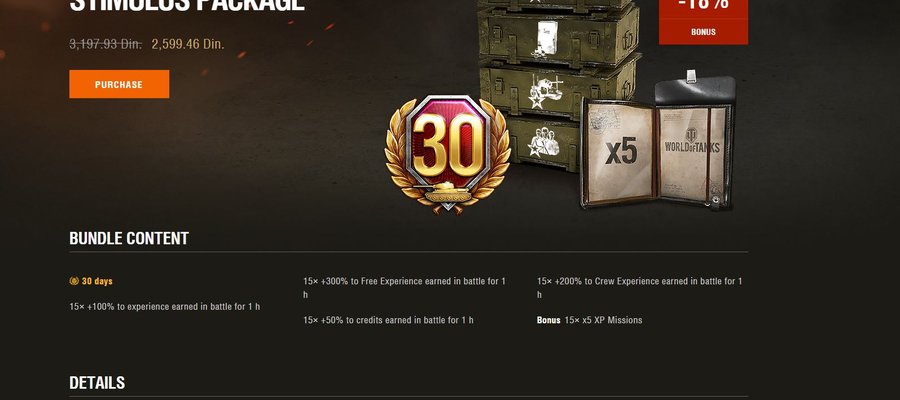 STIMULUS PACKAGE
-18%
3,197.93 Din. 2,599.46 Din.
BONUS
PURCHASE
30
x5
WORLD OF TANKS
BUNDLE CONTENT
30 days
15× +100% to experience earned in battle for 1 h
15× +300% to Free Experience earned in battle for 1
h
15× +50% to credits earned in battle for 1 h
15× +200% to Crew Experience earned in battle for 1
h
Bonus 15× x5 XP Missions
DETAILS